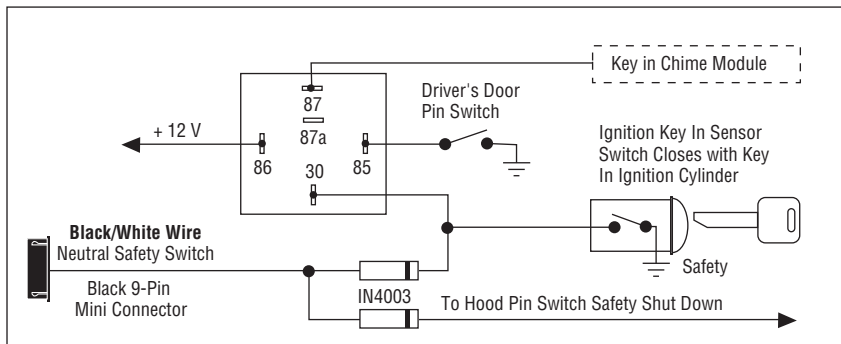 Key in Chime Module
87
Driver's Door
Pin Switch
+ 12 V
87a
Ignition Key In Sensor
Switch Closes with Key
In Ignition Cylinder
86
30
85
Black/White Wire
Neutral Safety Switch
Safety
Black 9-Pin
Mini Connector
IN4003
To Hood Pin Switch Safety Shut Down